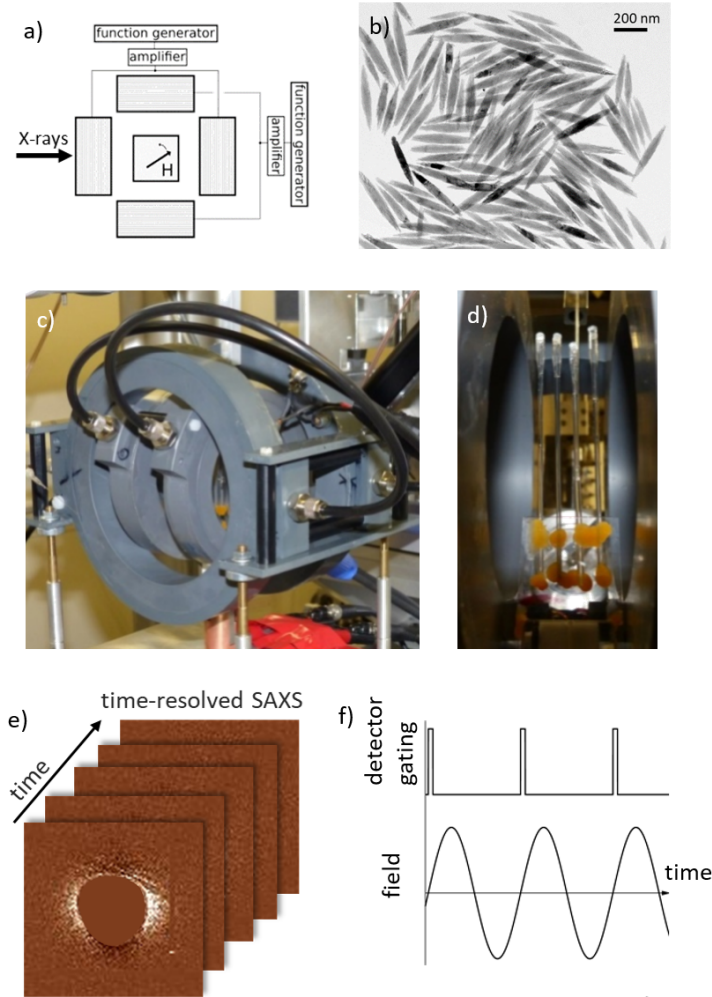 a)
function generator
amplifier
X-rays
H
amplifier
function generator
b)
200 nm
c)
d)
e)
time-resolved SAXS
time
f)
detector
gating
field
time